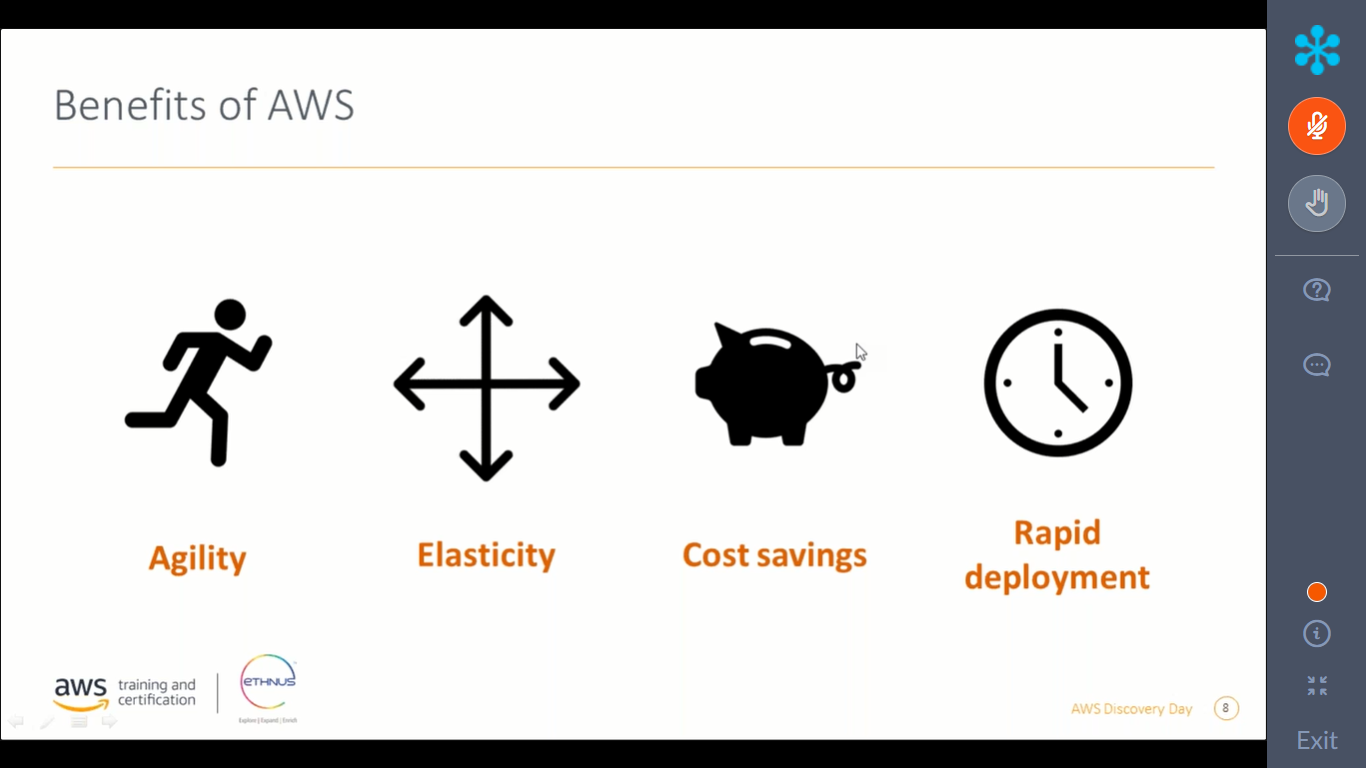 Benefits of AWS
Agility
Elasticity
Cost savings
Rapid
deployment
aws
training and
certification
ETHNUS
Explore | Expand | Enrich
AWS Discovery Day
8
Exit